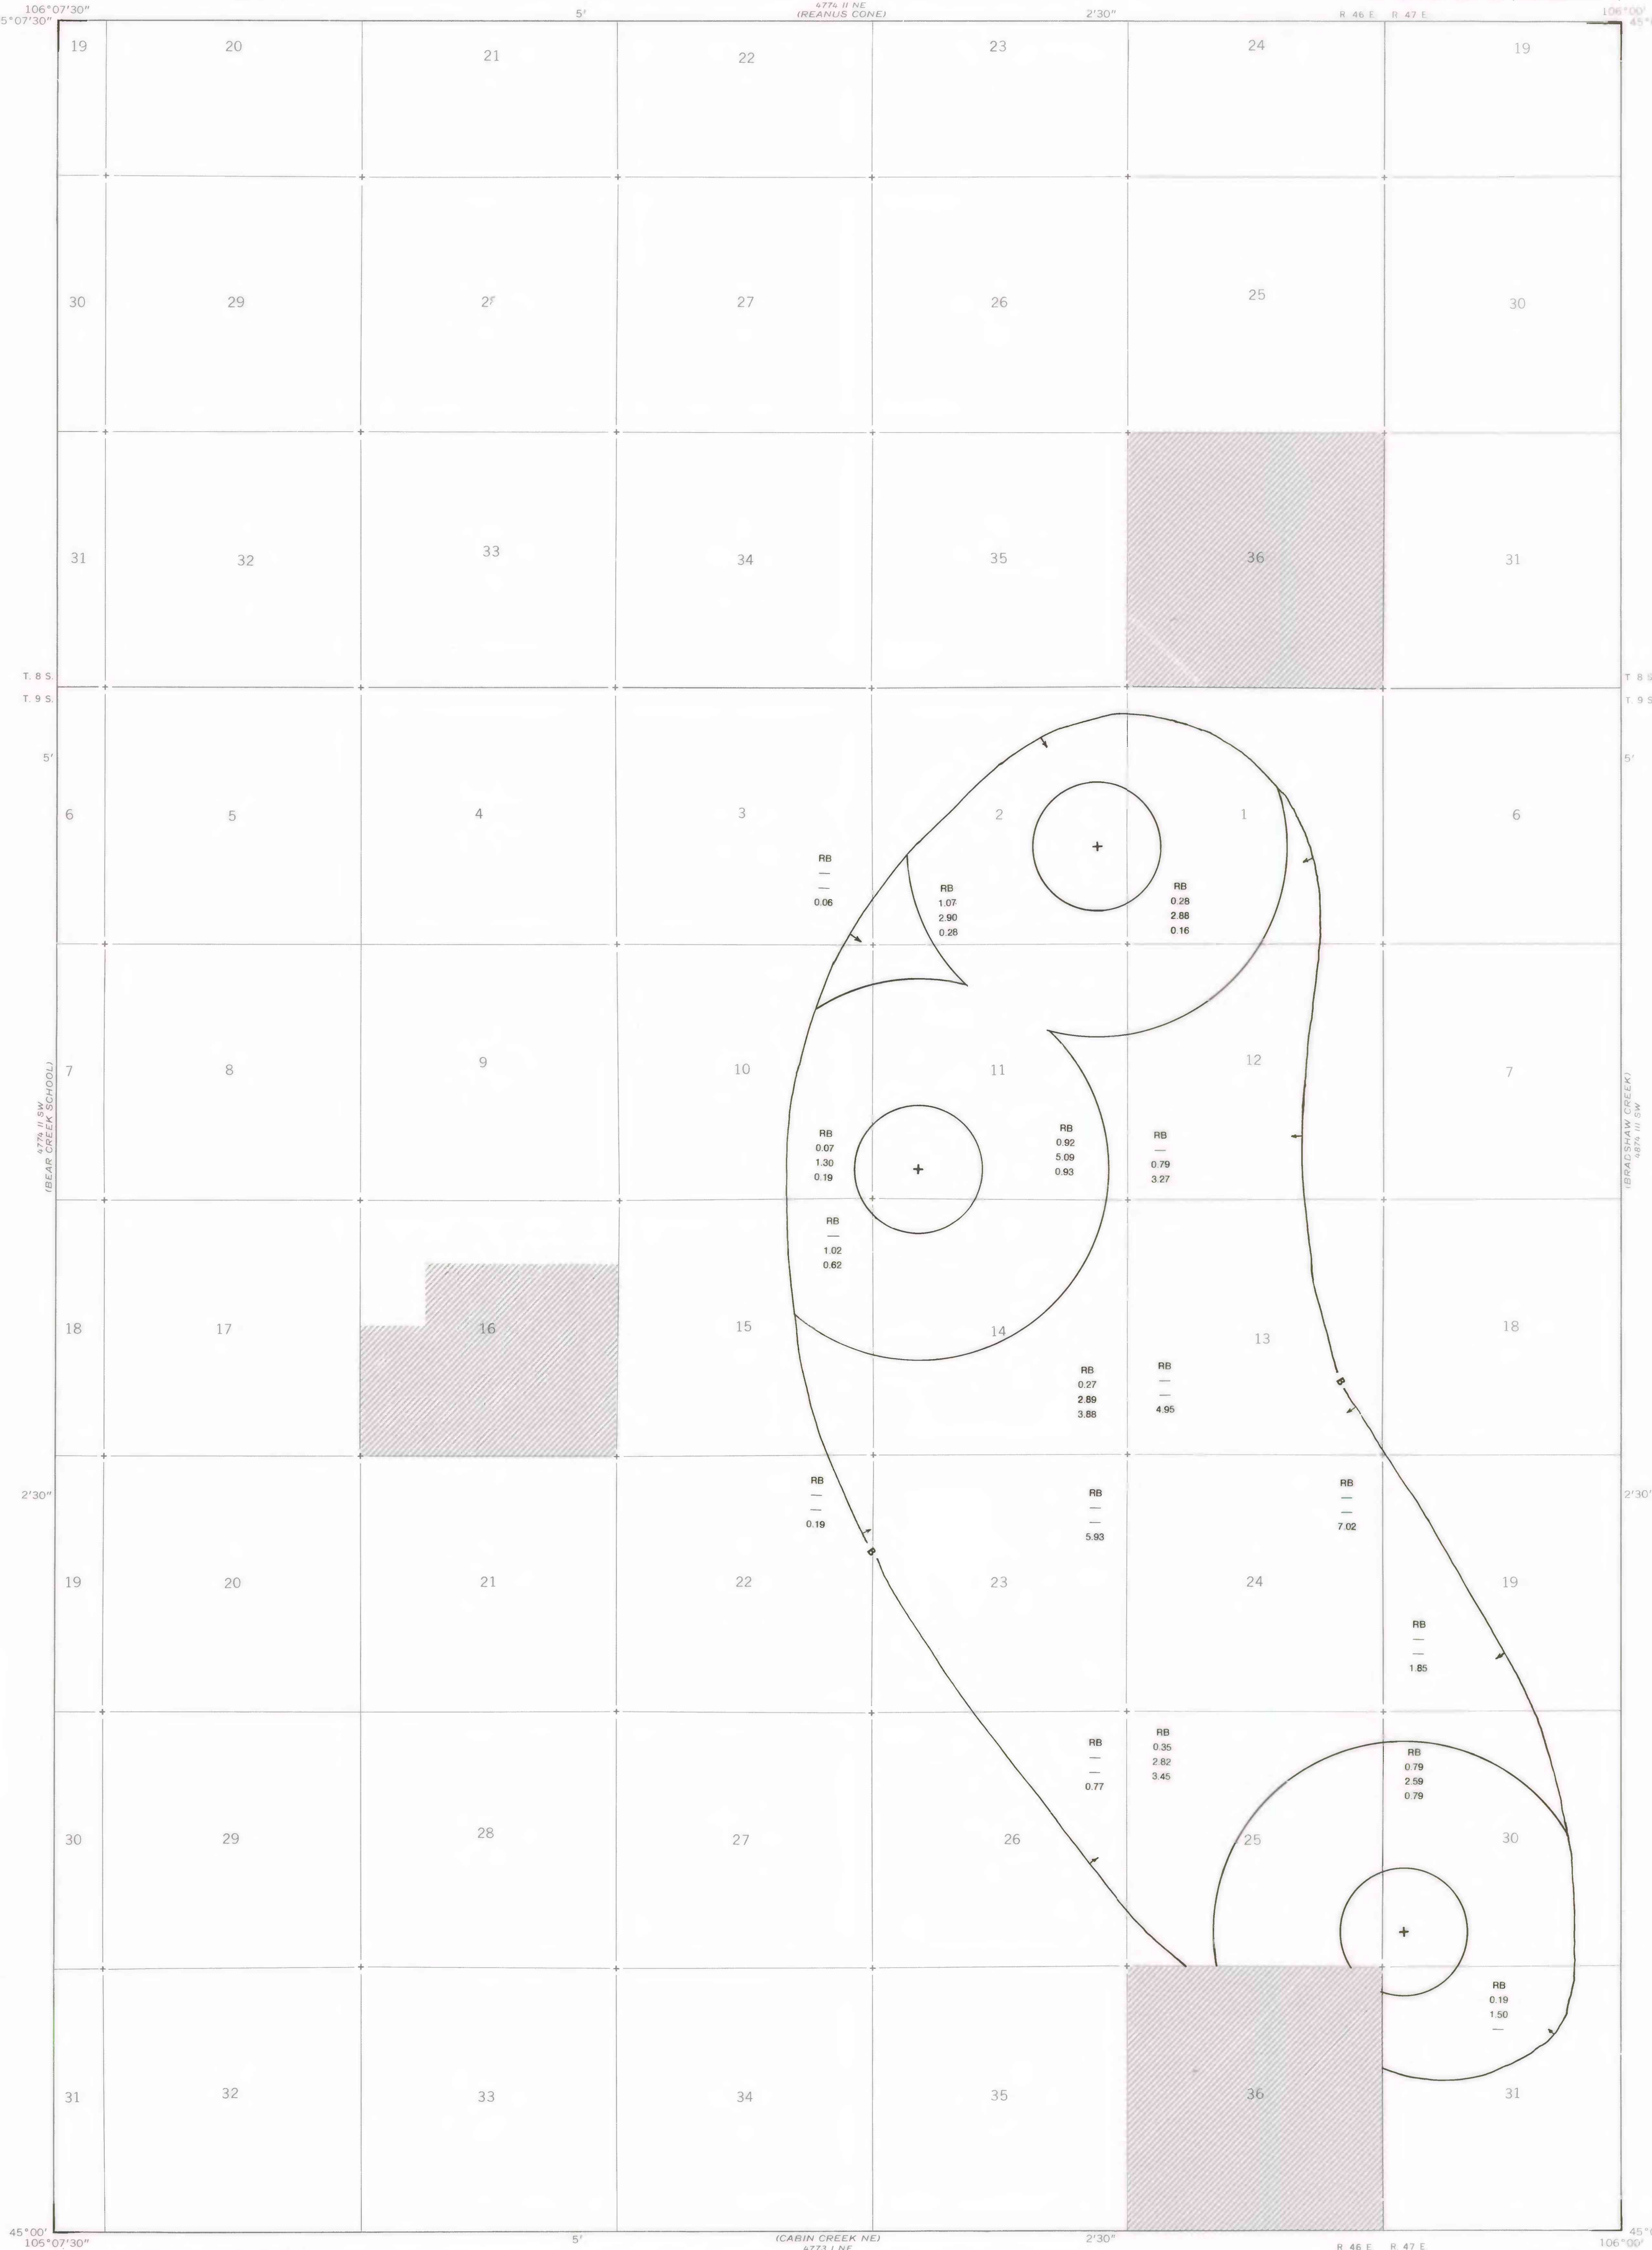 106°07'30"
4774 II NE
(REANUS CONE)
5'
2'30"
R 46 E R 47 E
106°00'
5°07'30"
45°
19 20 21 22 23 24 19
30 29 27 26 25 30
31 32 33 34 35 36 31
T. 8 S.
T. 9 S.
T 8 S
T. 9 S
5'
5'
6 5 4 3 2 1 6
RB
—
—
0.06
RB
1.07
2.90
0.28
RB
0.28
2.88
0.16
7 8 9 10 11 12 7
4774 II SW
(BEAR CREEK SCHOOL)
(BRADSHAW CREEK)
4874 III SW
RB
0.07
1.30
0.19
RB
0.92
5.09
0.93
RB
—
0.79
3.27
RB
—
1.02
0.62
18 17 16 15 14 13 18
RB
0.27
2.89
3.88
RB
—
—
4.95
B
2'30"
2'30"
RB
—
—
0.19
RB
—
—
5.93
RB
—
—
7.02
B
19 20 21 22 23 24 19
RB
—
—
1.85
RB
—
—
0.77
RB
0.35
2.82
3.45
RB
0.79
2.59
0.79
30 29 28 27 26 25 30
RB
0.19
1.50
—
31 32 33 34 35 36 31
45°00'
105°07'30"
5'
(CABIN CREEK NE)
4773 I NE
2'30"
R 46 E R 47 E
106°00'